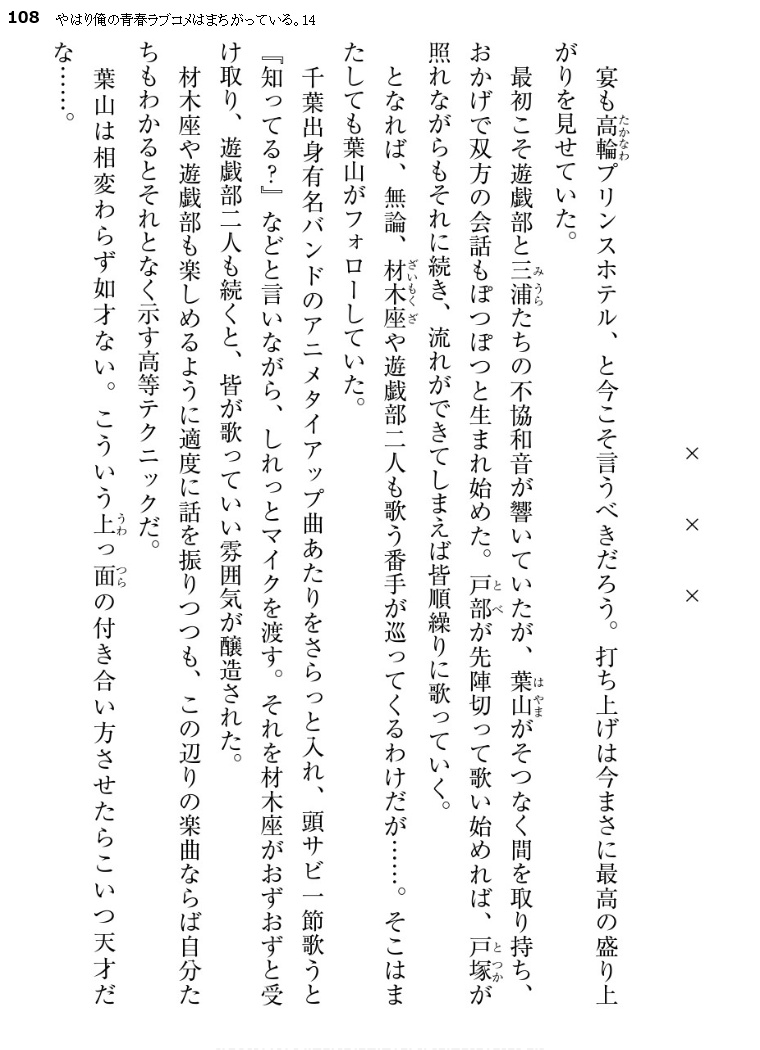 108 やはり俺の青春ラブコメはまちがっている。14
× × ×
宴も高輪プリンスホテル、と今こそ言うべきだろう。打ち上げは今まさに最高の盛り上
がりを見せていた。
最初こそ遊戯部と三浦たちの不協和音が響いていたが、葉山がそつなく間を取り持ち、
おかげで双方の会話もぽつぽつと生まれ始めた。戸部が先陣切って歌い始めれば、戸塚が
照れながらもそれに続き、流れができてしまえば皆順繰りに歌っていく。
となれば、無論、材木座や遊戯部二人も歌う番手が巡ってくるわけだが……。そこはま
たしても葉山がフォローしていた。
千葉出身有名バンドのアニメタイアップ曲あたりをさらっと入れ、頭サビ一節歌うと
『知ってる？』などと言いながら、しれっとマイクを渡す。それを材木座がおずおずと受
け取り、遊戯部二人も続くと、皆が歌っていい雰囲気が醸造された。
材木座や遊戯部も楽しめるように適度に話を振りつつも、この辺りの楽曲ならば自分た
ちもわかるとそれとなく示す高等テクニックだ。
葉山は相変わらず如才ない。こういう上っ面の付き合い方させたらこいつ天才だ
な……。